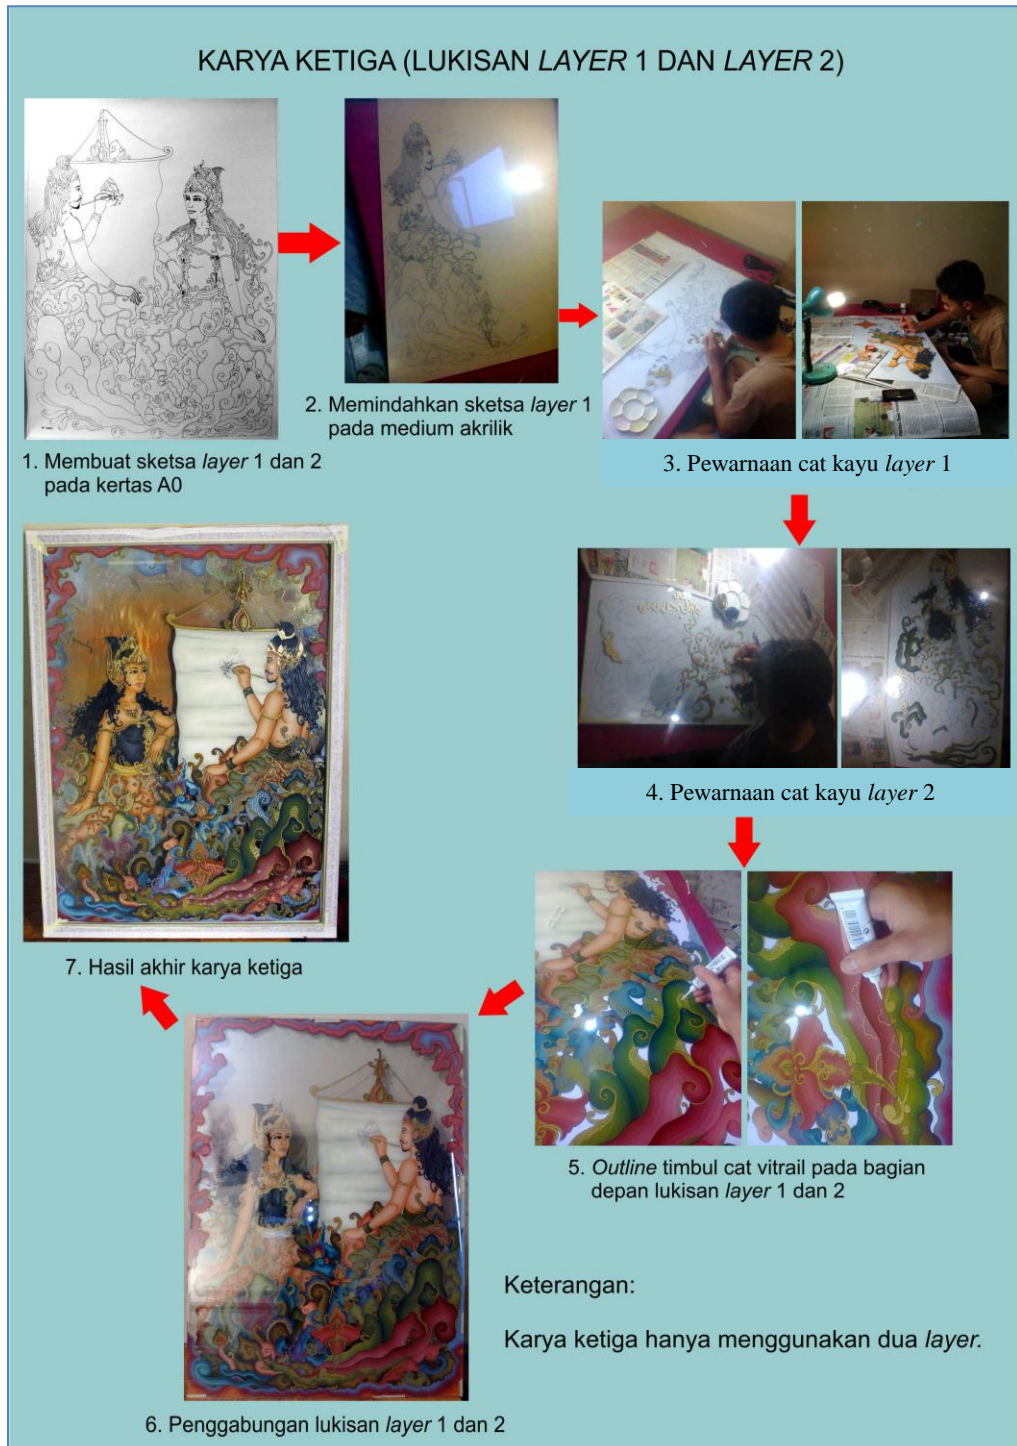 KARYA KETIGA (LUKISAN LAYER 1 DAN LAYER 2)
1. Membuat sketsa layer 1 dan 2
pada kertas A0
2. Memindahkan sketsa layer 1
pada medium akrilik
3. Pewarnaan cat kayu layer 1
4. Pewarnaan cat kayu layer 2
5. Outline timbul cat vitrail pada bagian
depan lukisan layer 1 dan 2
6. Penggabungan lukisan layer 1 dan 2
7. Hasil akhir karya ketiga
Keterangan:
Karya ketiga hanya menggunakan dua layer.